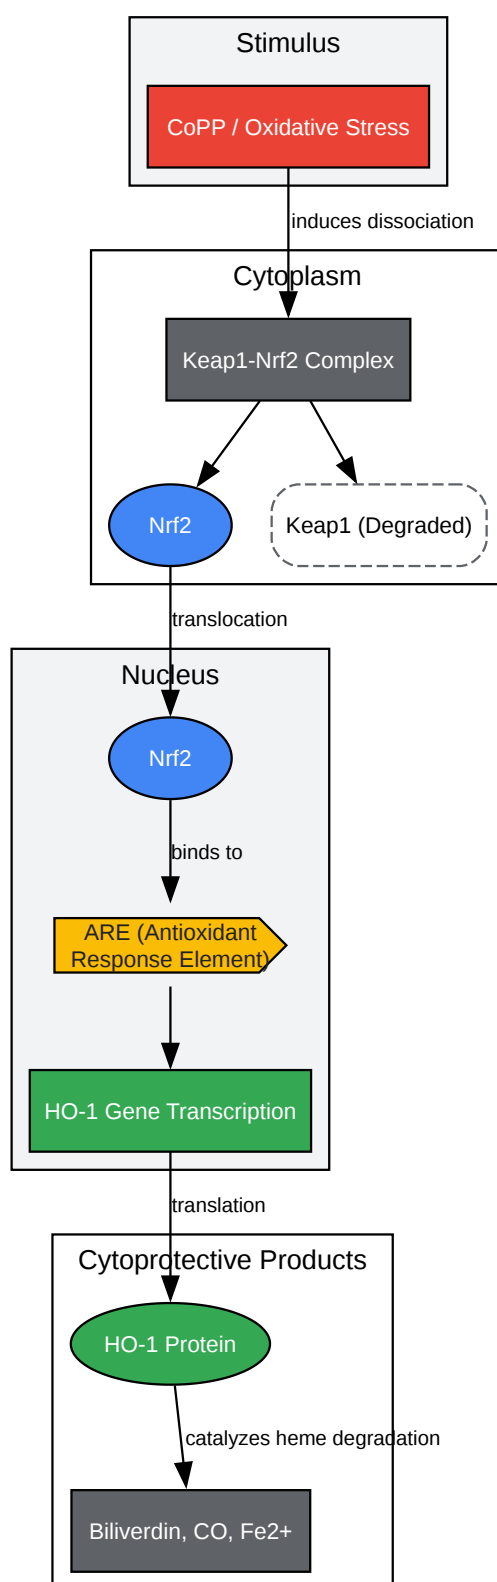 Stimulus
CoPP / Oxidative Stress
induces dissociation
Cytoplasm
Keap1-Nrf2 Complex
Nrf2
Keap1 (Degraded)
translocation
Nucleus
Nrf2
binds to
ARE (Antioxidant
Response Element)
HO-1 Gene Transcription
translation
Cytoprotective Products
HO-1 Protein
catalyzes heme degradation
Biliverdin, CO, Fe2+